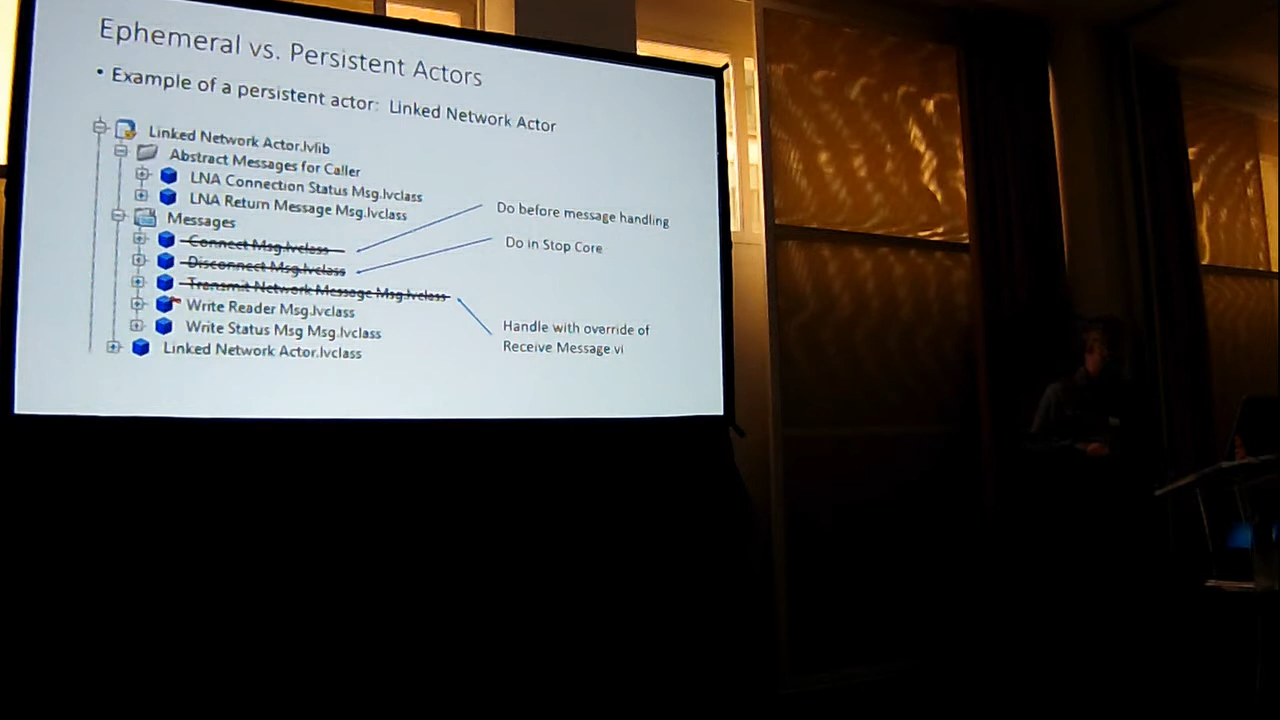 Ephemeral vs. Persistent Actors
• Example of a persistent actor: Linked Network Actor
Linked Network Actor.lvlib
Abstract Messages for Caller
LNA Connection Status Msg.lvclass
LNA Return Message Msg.lvclass
Messages
Connect Msg.lvclass
Disconnect Msg.lvclass
Transmit Network Message Msg.lvclass
Write Reader Msg.lvclass
Write Status Msg Msg.lvclass
Linked Network Actor.lvclass
Do before message handling
Do in Stop Core
Handle with override of
Receive Message.vi